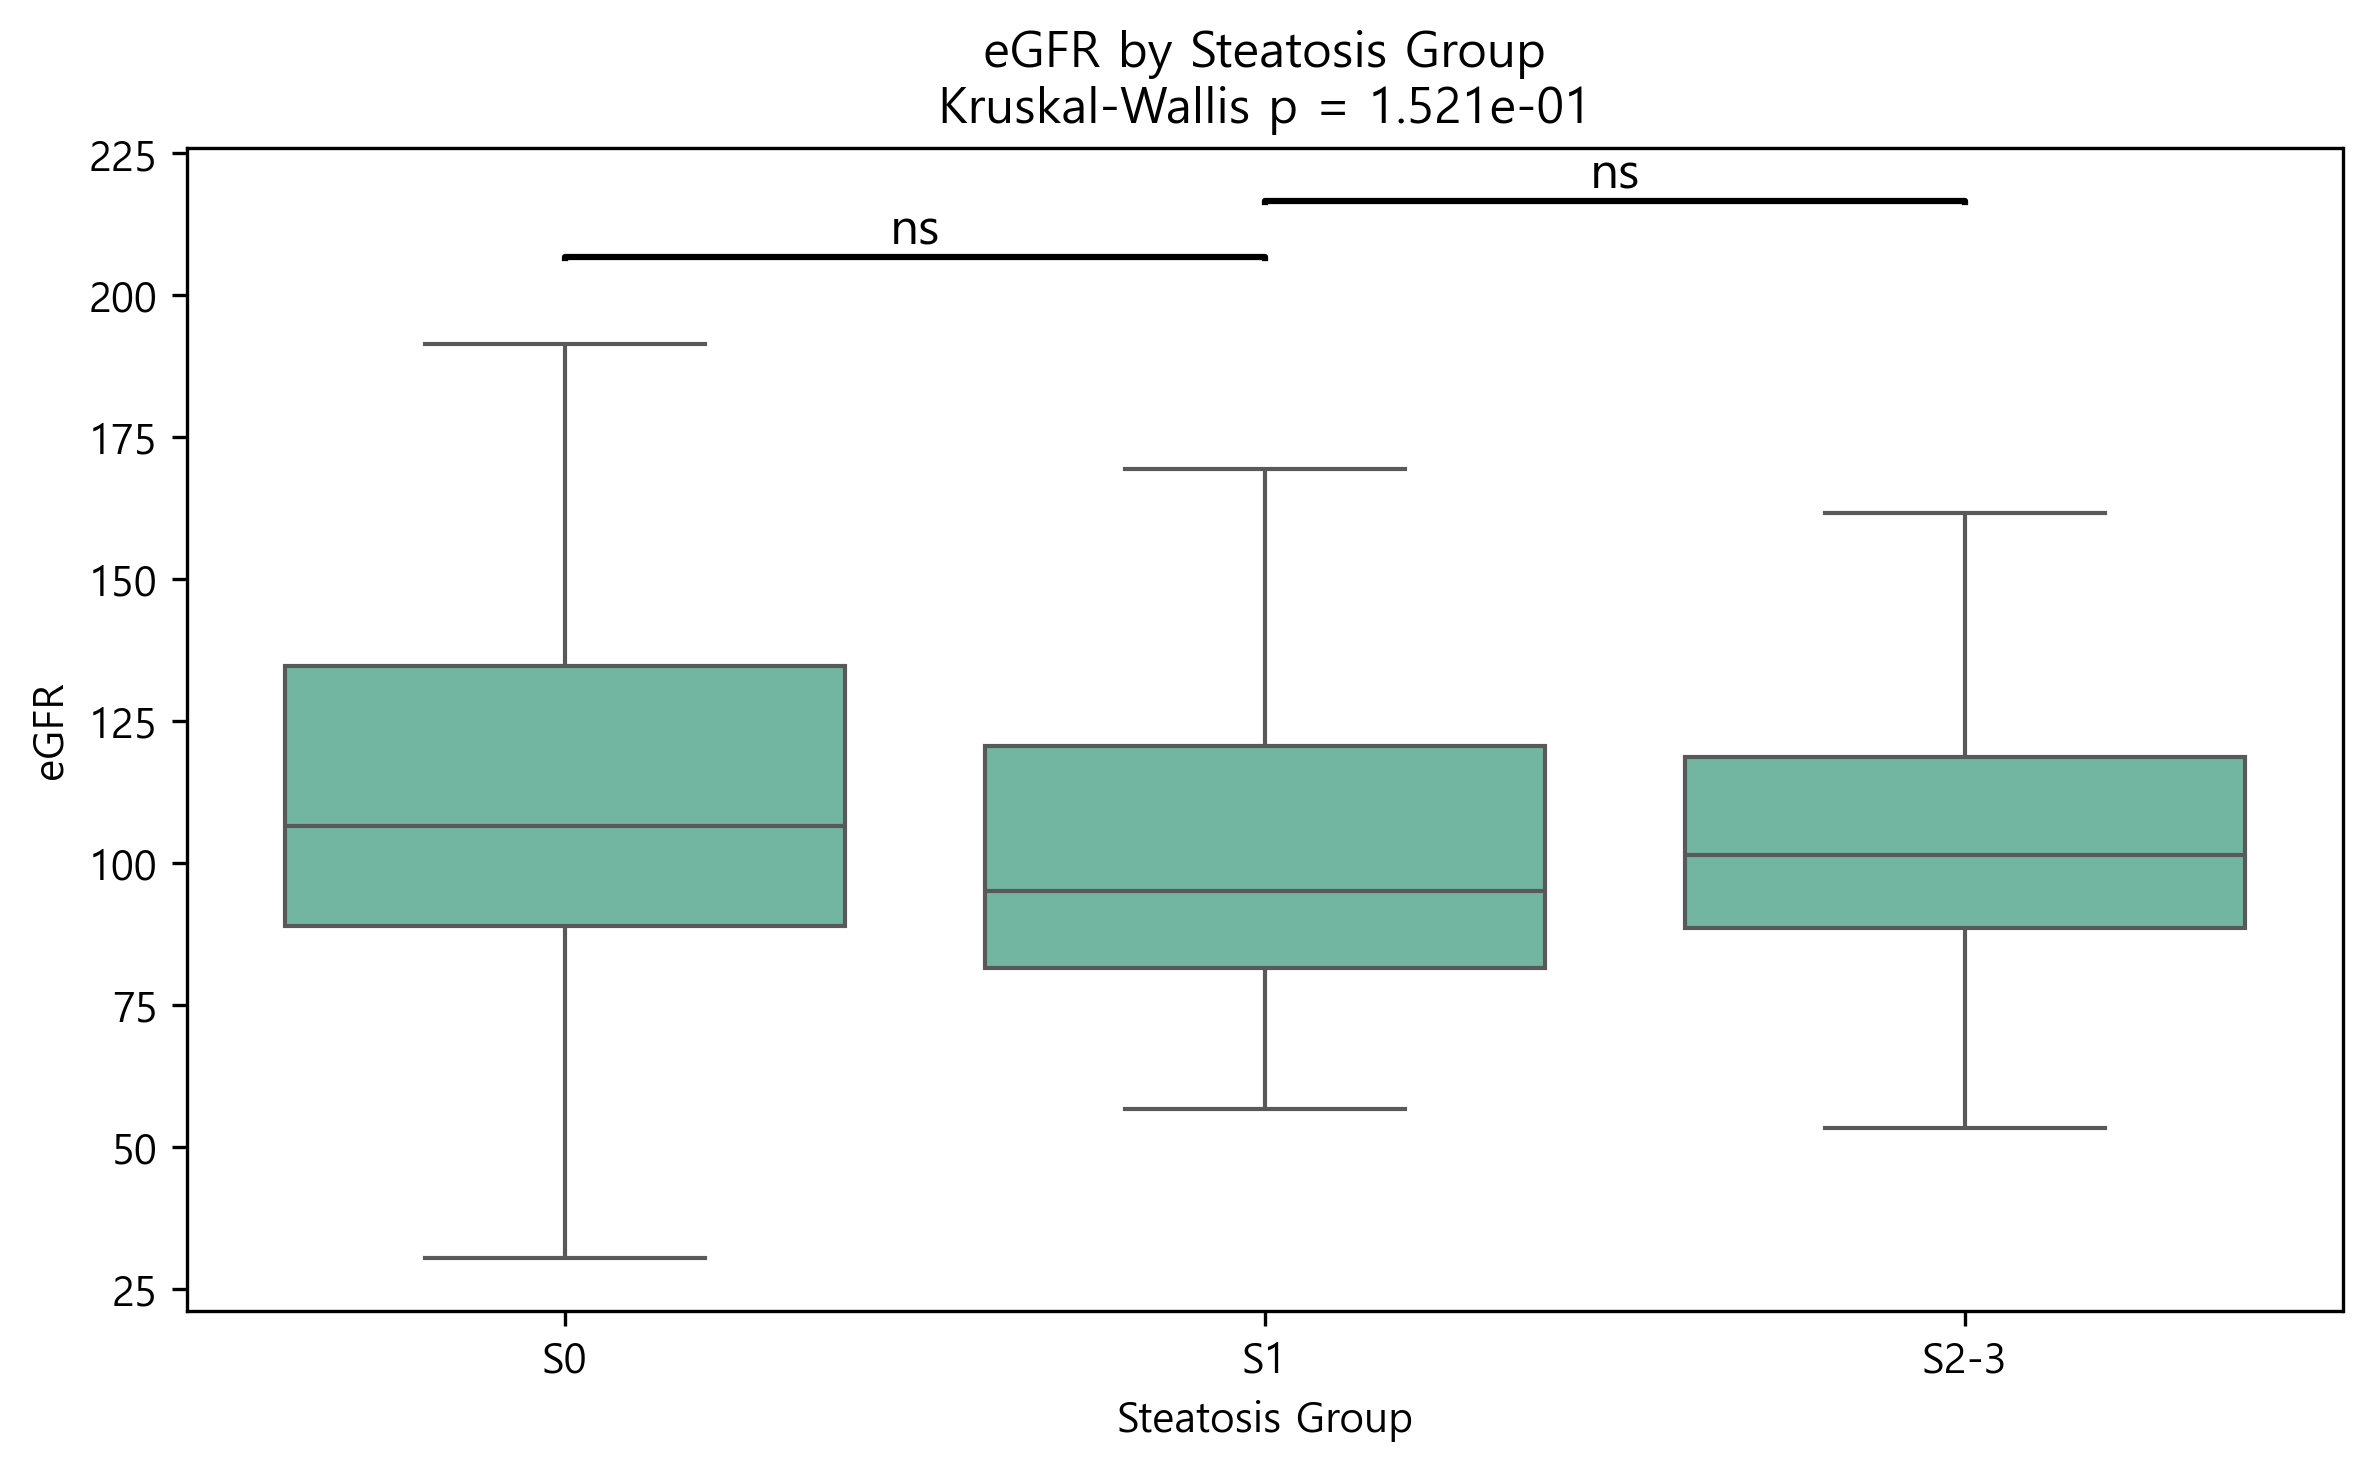 eGFR by Steatosis Group
Kruskal-Wallis p = 1.521e-01
225
200
175
150
125
100
75
50
25
eGFR
ns
ns
S0
S1
S2-3
Steatosis Group